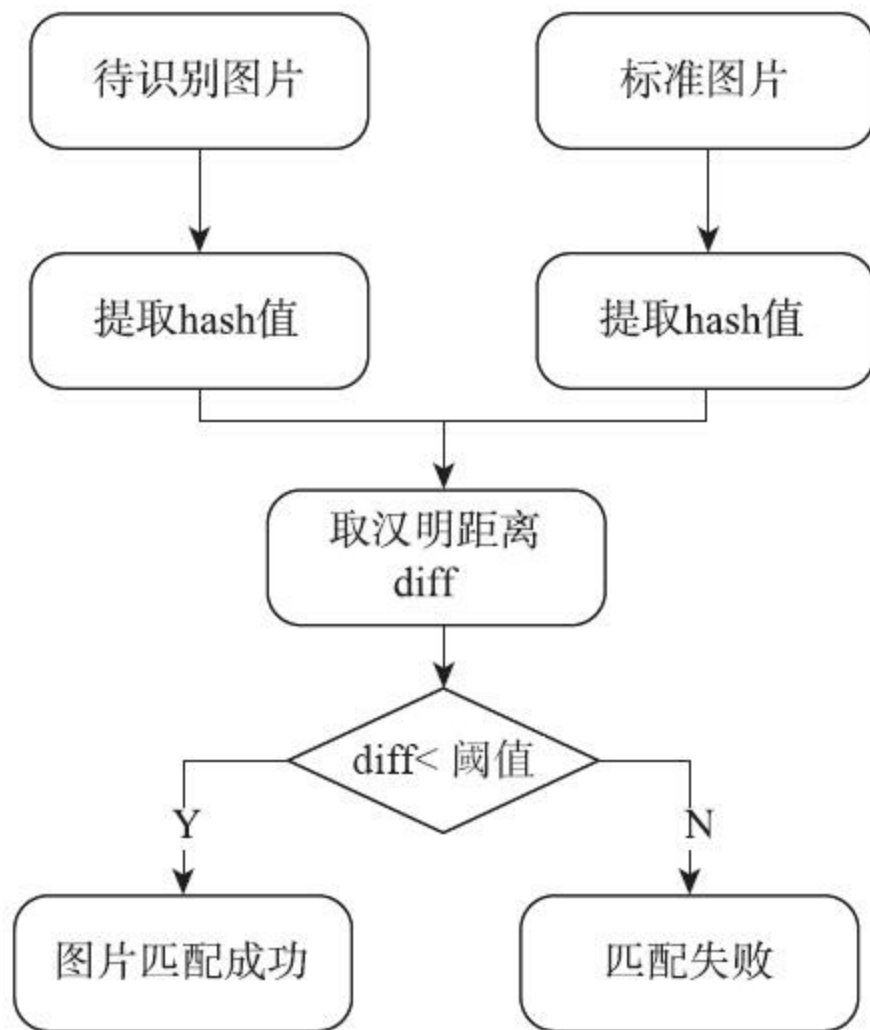 待识别图片
标准图片
提取hash值
提取hash值
取汉明距离
diff
diff< 阈值
Y
N
图片匹配成功
匹配失败